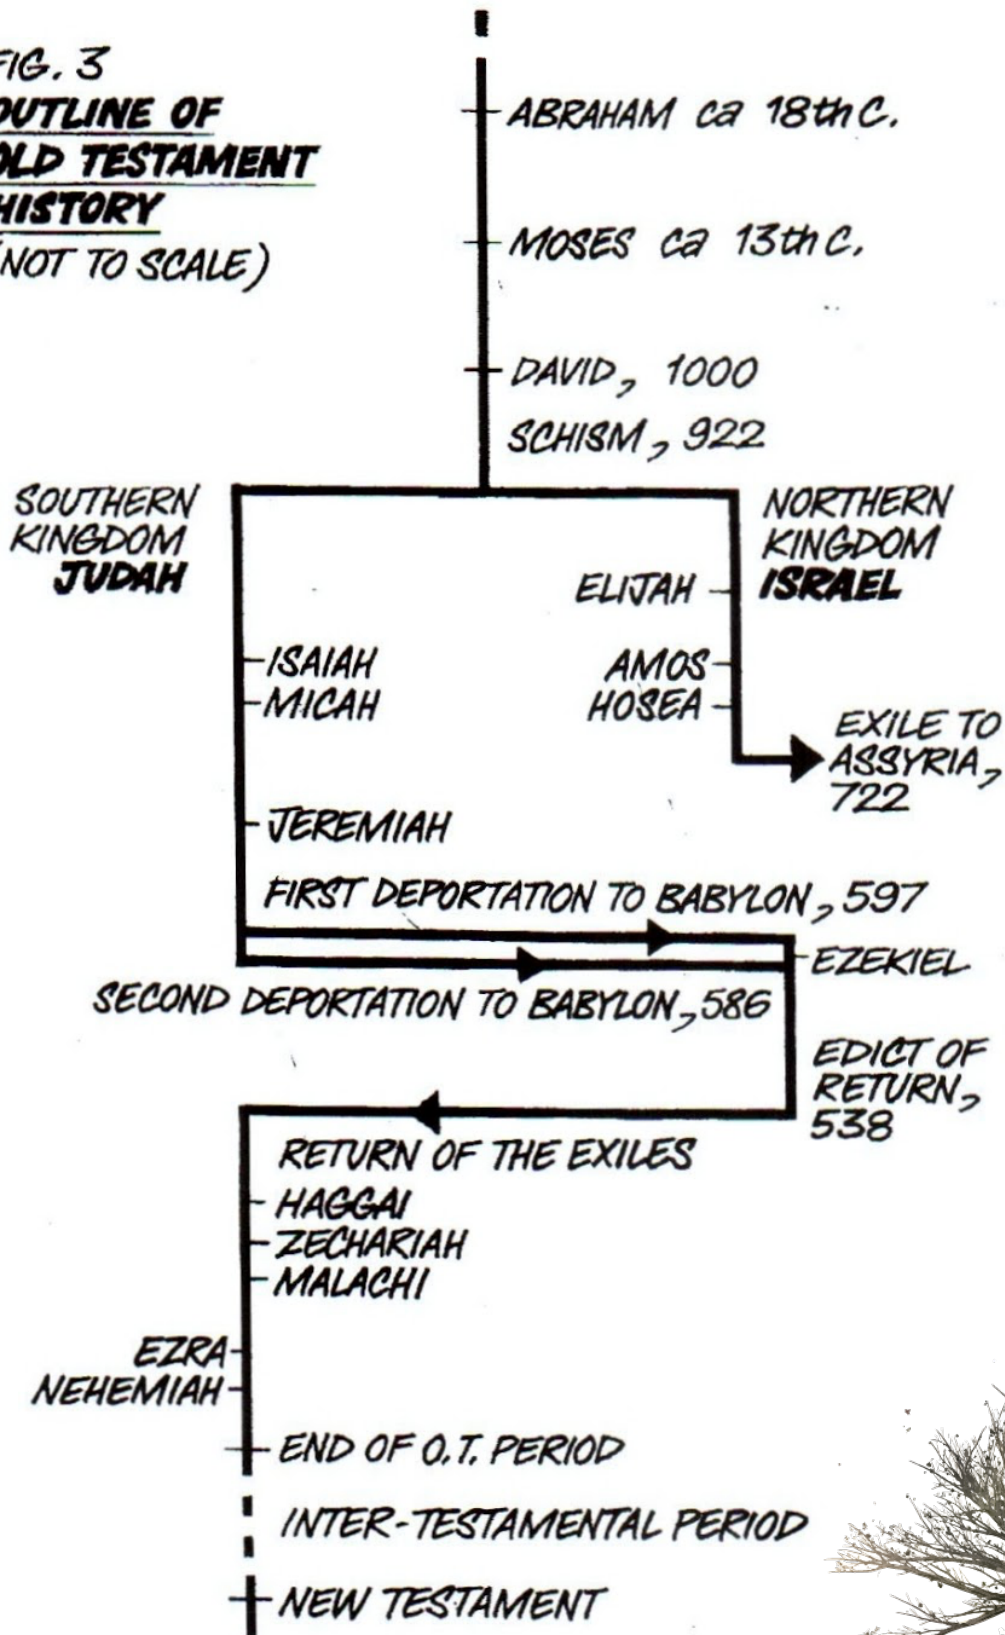 FIG. 3
OUTLINE OF
OLD TESTAMENT
HISTORY
(NOT TO SCALE)
ABRAHAM ca 18th C.
MOSES ca 13th C.
DAVID, 1000
SCHISM, 922
SOUTHERN
KINGDOM
JUDAH
NORTHERN
KINGDOM
ISRAEL
ELIJAH
ISAIAH
MICAH
AMOS
HOSEA
EXILE TO
ASSYRIA,
722
JEREMIAH
FIRST DEPORTATION TO BABYLON, 597
EZEKIEL
SECOND DEPORTATION TO BABYLON, 586
EDICT OF
RETURN,
538
RETURN OF THE EXILES
HAGGAI
ZECHARIAH
MALACHI
EZRA
NEHEMIAH
END OF O.T. PERIOD
INTER-TESTAMENTAL PERIOD
NEW TESTAMENT